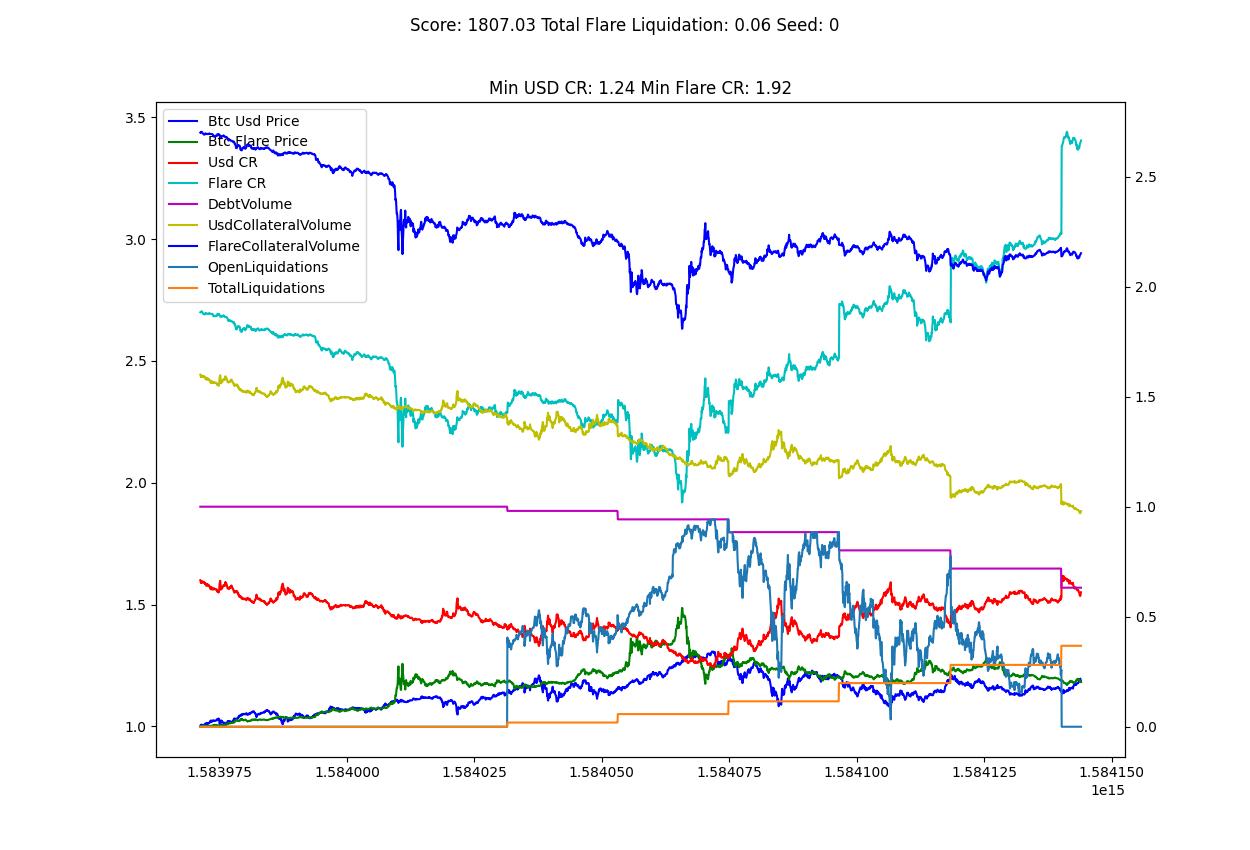 Score: 1807.03 Total Flare Liquidation: 0.06 Seed: 0
Min USD CR: 1.24 Min Flare CR: 1.92
Btc Usd Price
Btc Flare Price
Usd CR
Flare CR
DebtVolume
UsdCollateralVolume
FlareCollateralVolume
OpenLiquidations
TotalLiquidations
3.5
3.0
2.5
2.0
1.5
1.0
2.5
2.0
1.5
1.0
0.5
0.0
1.583975 1.584000 1.584025 1.584050 1.584075 1.584100 1.584125 1.584150
1e15